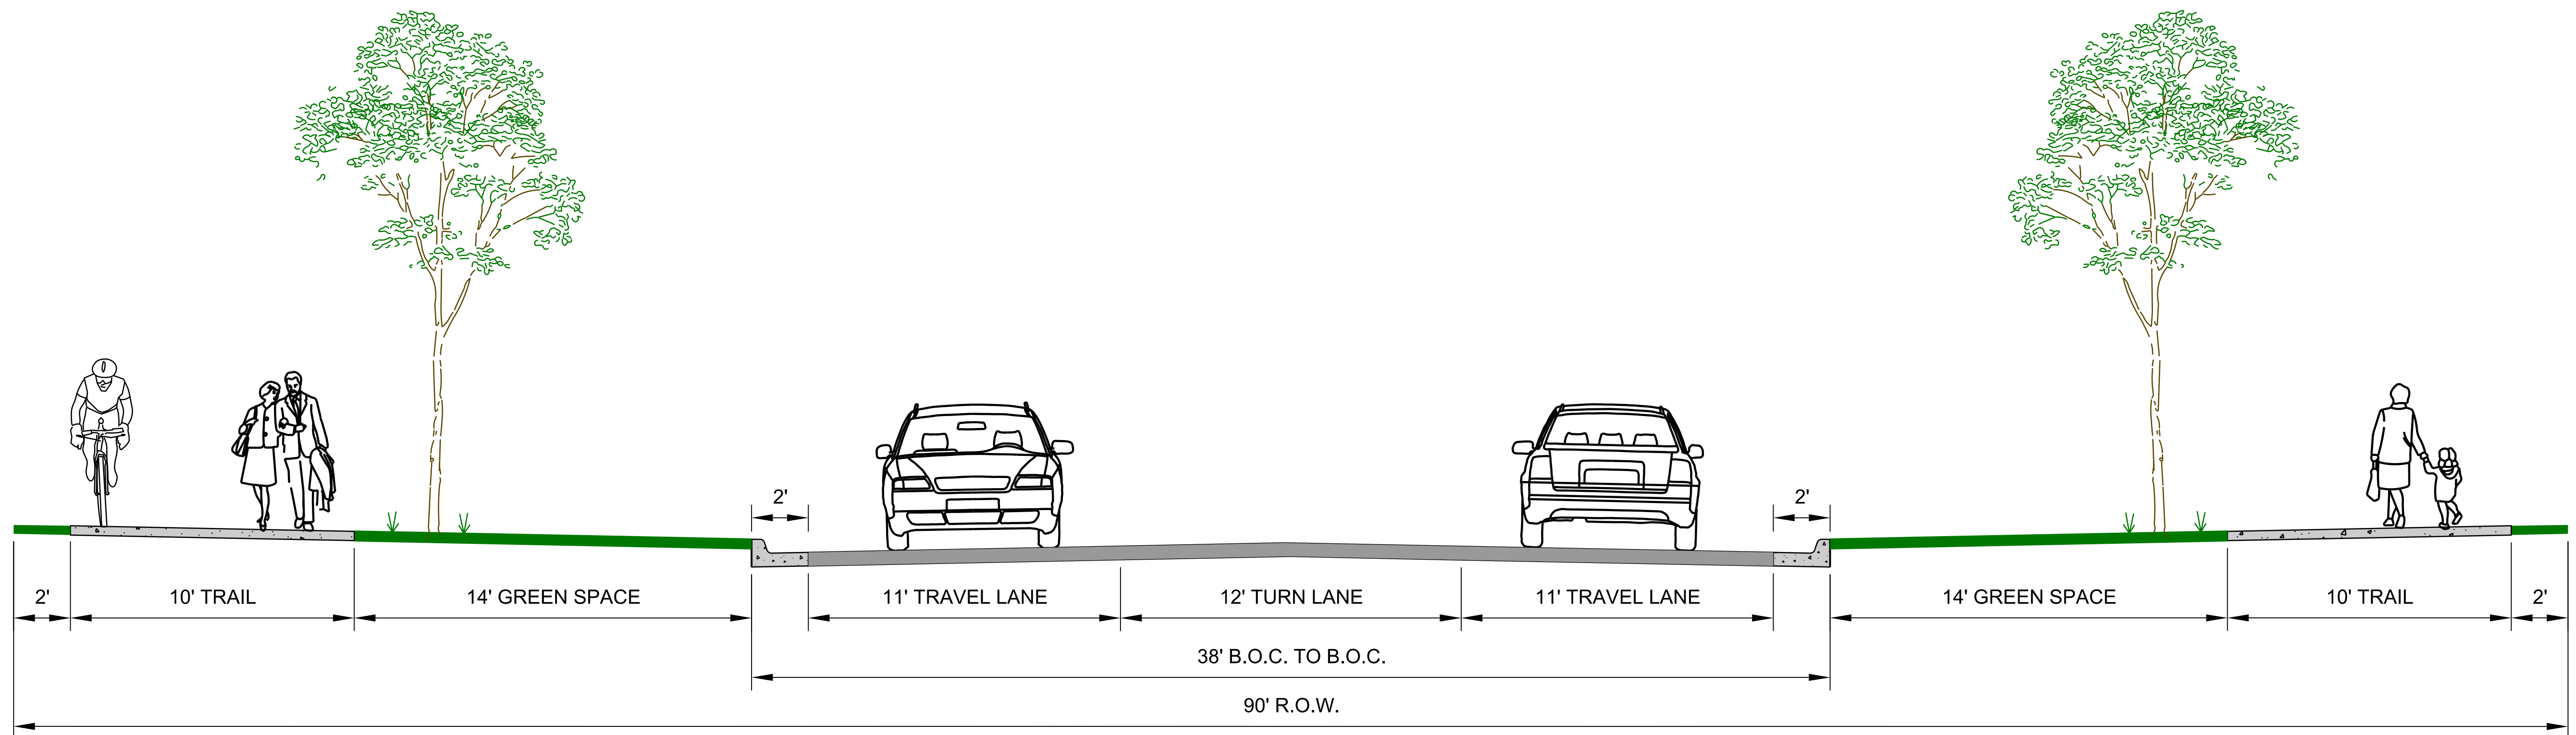 2'
2'
2'
10' TRAIL
14' GREEN SPACE
11' TRAVEL LANE
12' TURN LANE
11' TRAVEL LANE
14' GREEN SPACE
10' TRAIL
2'
38' B.O.C. TO B.O.C.
90' R.O.W.